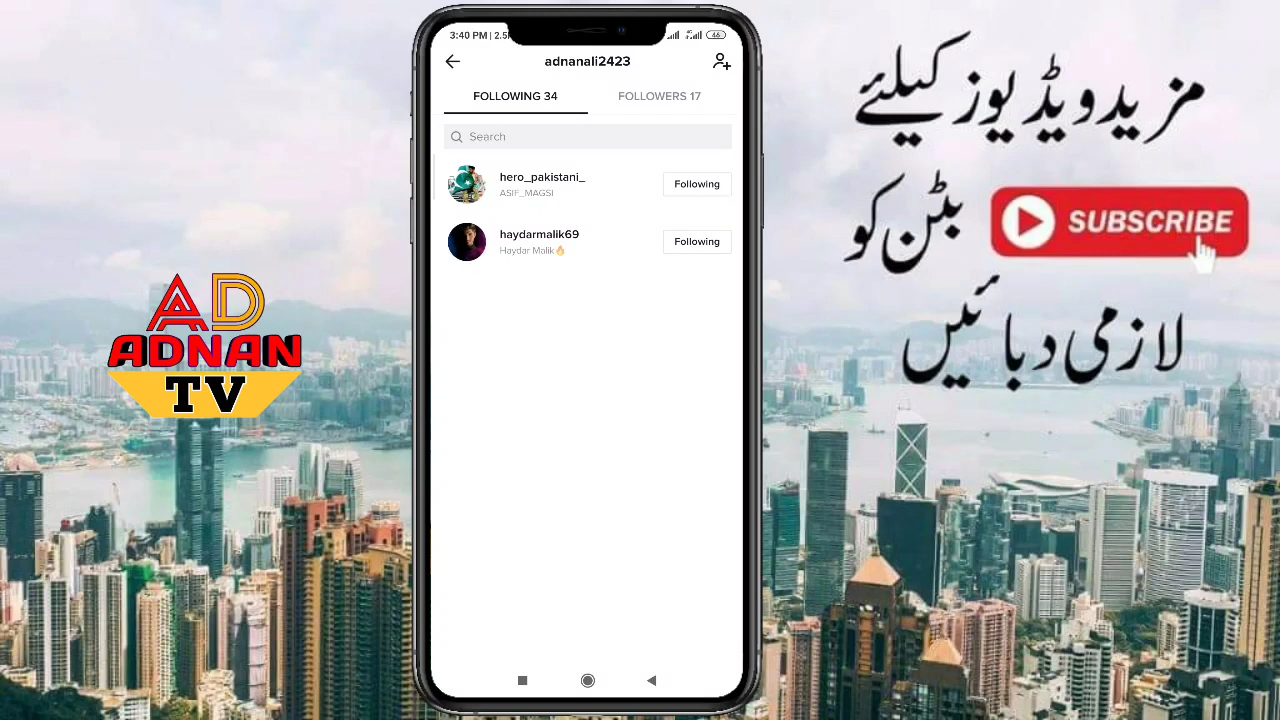 3:40 PM | 2.5
46
adnanali2423
FOLLOWING 34
FOLLOWERS 17
Search
hero_pakistani_
ASIF_MAGSI
Following
haydarmalik69
Haydar Malik🔥
Following
AD
ADNAN
TV
مزید ویڈیوز کیلئے
SUBSCRIBE بٹن کو
لازمی دبائیں